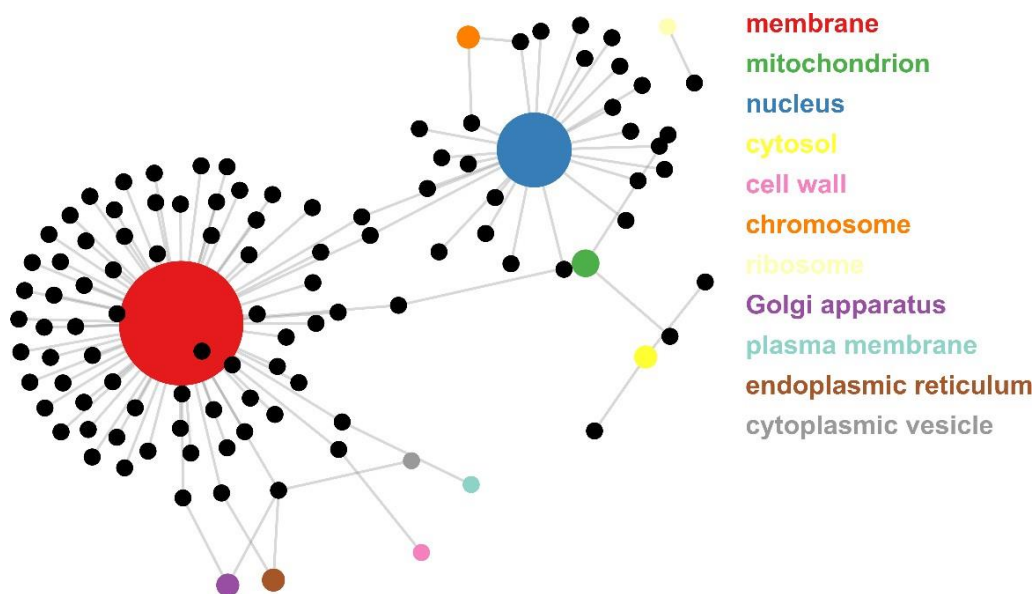 membrane
mitochondrion
nucleus
cytosol
cell wall
chromosome
ribosome
Golgi apparatus
plasma membrane
endoplasmic reticulum
cytoplasmic vesicle